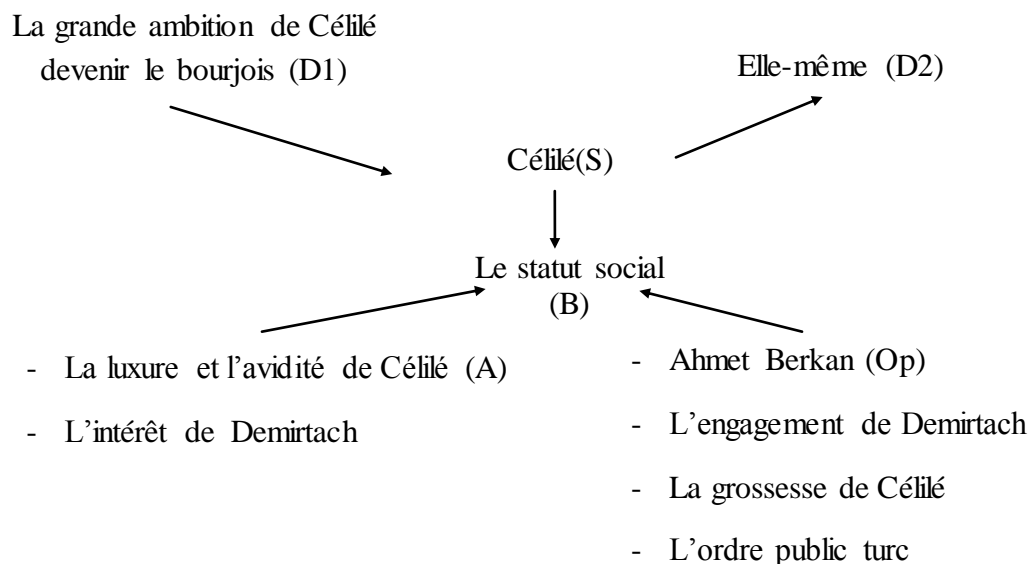 La grande ambition de Célilé
devenir le bourjois (D1)
Elle-même (D2)
Célilé(S)
Le statut social
(B)
- La luxure et l'avidité de Célilé (A)
- L'intérêt de Demirtach
- Ahmet Berkan (Op)
- L'engagement de Demirtach
- La grossesse de Célilé
- L'ordre public turc